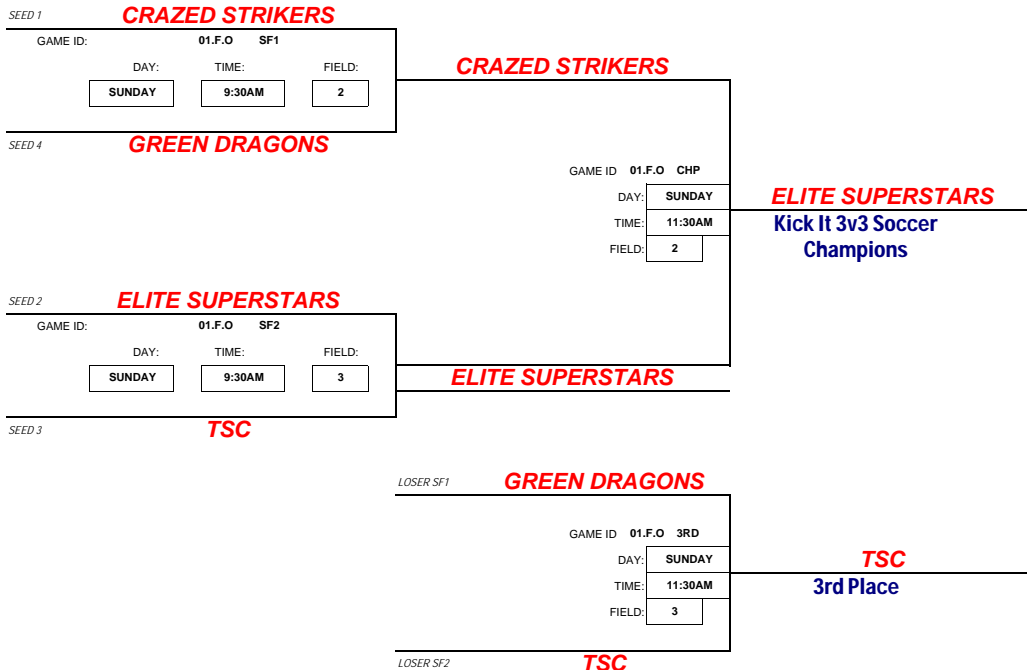 SEED 1 CRAZED STRIKERS
GAME ID: 01.F.O SF1
DAY: TIME: FIELD:
SUNDAY 9:30AM 2
SEED 4 GREEN DRAGONS
CRAZED STRIKERS
GAME ID 01.F.O CHP
DAY: SUNDAY
TIME: 11:30AM
FIELD: 2
ELITE SUPERSTARS
Kick It 3v3 Soccer
Champions
SEED 2 ELITE SUPERSTARS
GAME ID: 01.F.O SF2
DAY: TIME: FIELD:
SUNDAY 9:30AM 3
ELITE SUPERSTARS
SEED 3 TSC
LOSER SF1 GREEN DRAGONS
GAME ID 01.F.O 3RD
DAY: SUNDAY
TIME: 11:30AM
FIELD: 3
TSC
3rd Place
LOSER SF2 TSC